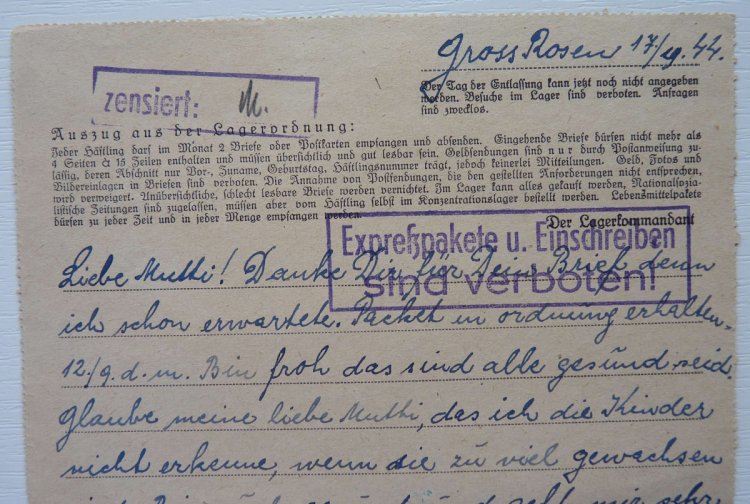 Gross Rosen 17/9. 44.
zensiert:
Der Tag der Entlassung kann jetzt noch nicht angegeben
werden. Besuche im Lager sind verboten. Anfragen
sind zwecklos.
Auszug aus der Lagerordnung:
Jeder Häftling darf im Monat 2 Briefe oder Postkarten empfangen und absenden. Eingehende Briefe dürfen nicht mehr als
4 Seiten à 15 Zeilen enthalten und müssen übersichtlich und gut lesbar sein. Geldsendungen sind nur durch Postanweisung zu-
lässig, deren Abschnitt nur Vor-, Zuname, Geburtstag, Häftlingsnummer trägt, jedoch keinerlei Mitteilungen. Geld, Fotos und
Bildereinlagen in Briefen sind verboten. Die Annahme von Postsendungen, die den gestellten Anforderungen nicht entsprechen,
wird verweigert. Unübersichtliche, schlecht lesbare Briefe werden vernichtet. Im Lager kann alles gekauft werden, Nationalsozia-
listische Zeitungen sind zugelassen, müssen aber vom Häftling selbst im Konzentrationslager bestellt werden. Lebensmittelpakete
dürfen zu jeder Zeit und in jeder Menge empfangen werden.
Der Lagerkommandant
Expreßpakete u. Einschreiben
sind verboten!
Liebe Mutti! Danke Dir für Dein Brief, denn
ich schon erwartete. Packet in ordnung erhalten-
12./9. d. m. Bin froh das sind alle gesund seid.
Glaube meine liebe Mutti, das ich die Kinder
nicht erkenne, wenn die zu viel gewachsen